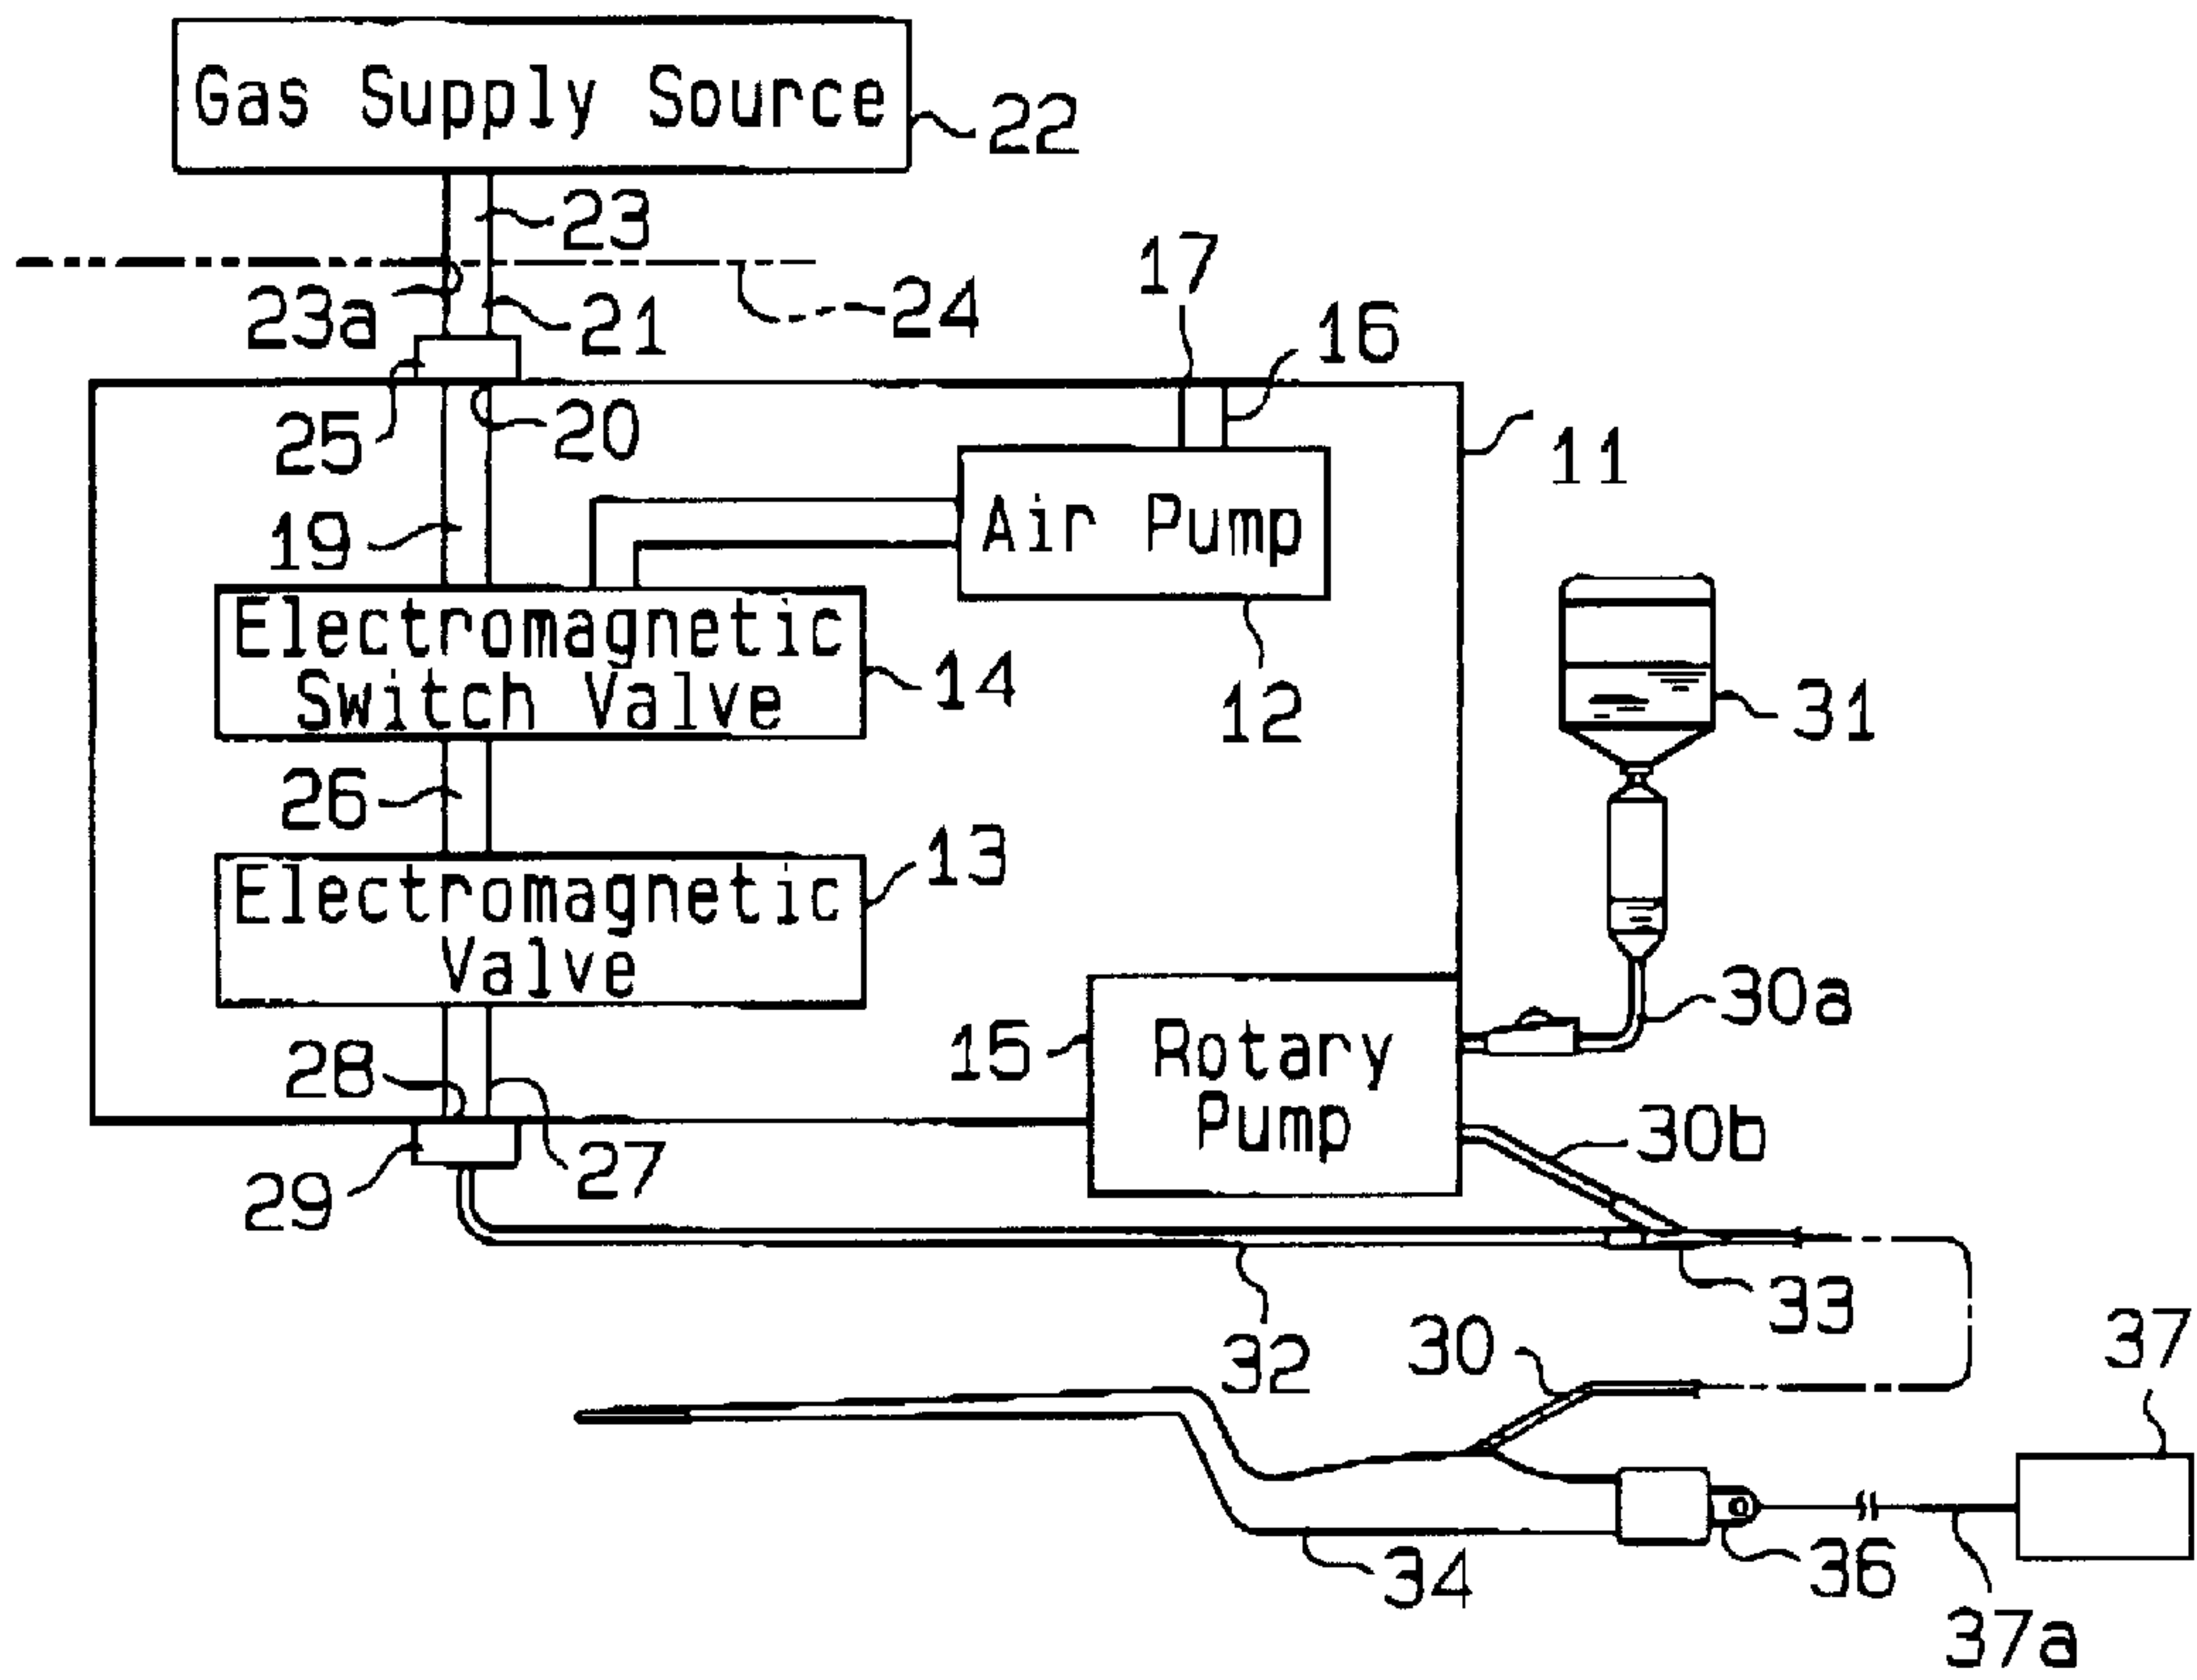 Gas Supply Source
22
23
17
23a
21
24
16
25
20
11
19
Air Pump
Electromagnetic
Switch Valve
14
12
31
26
13
Electromagnetic
Valve
30a
15
Rotary
Pump
28
30b
27
29
33
32
30
37
34
36
37a